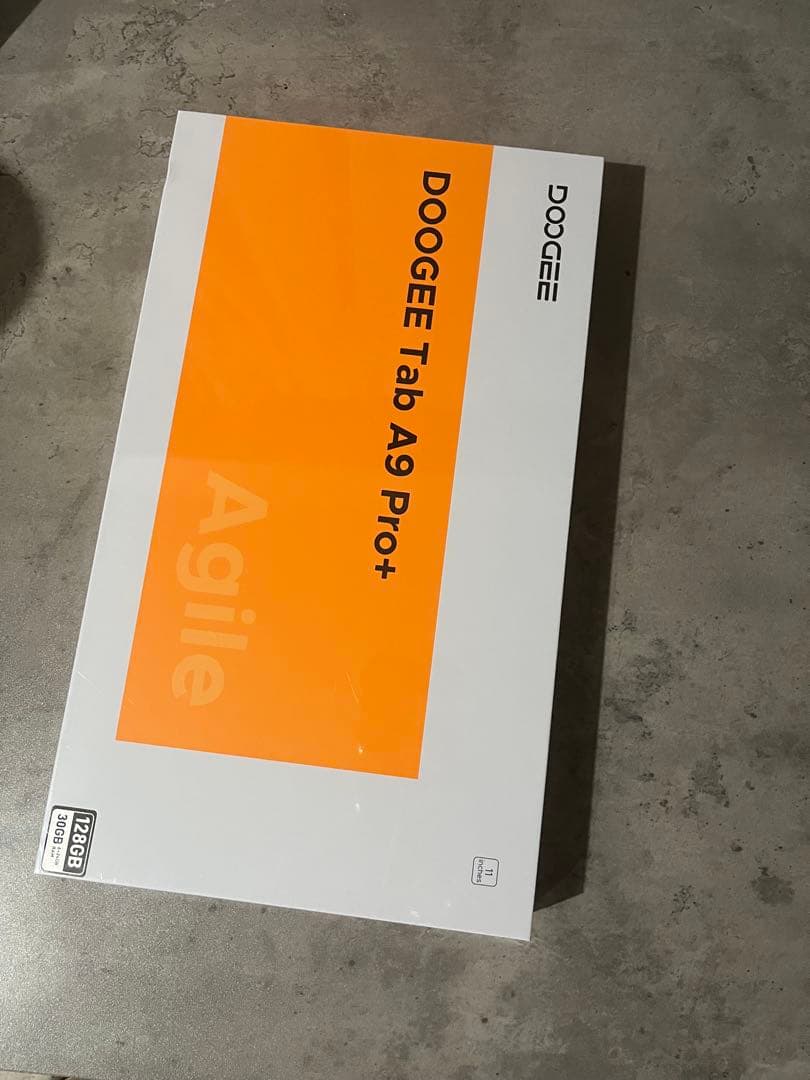 DOOGEE
DOOGEE Tab A9 Pro+
Agile
11
inches
128GB
30GB